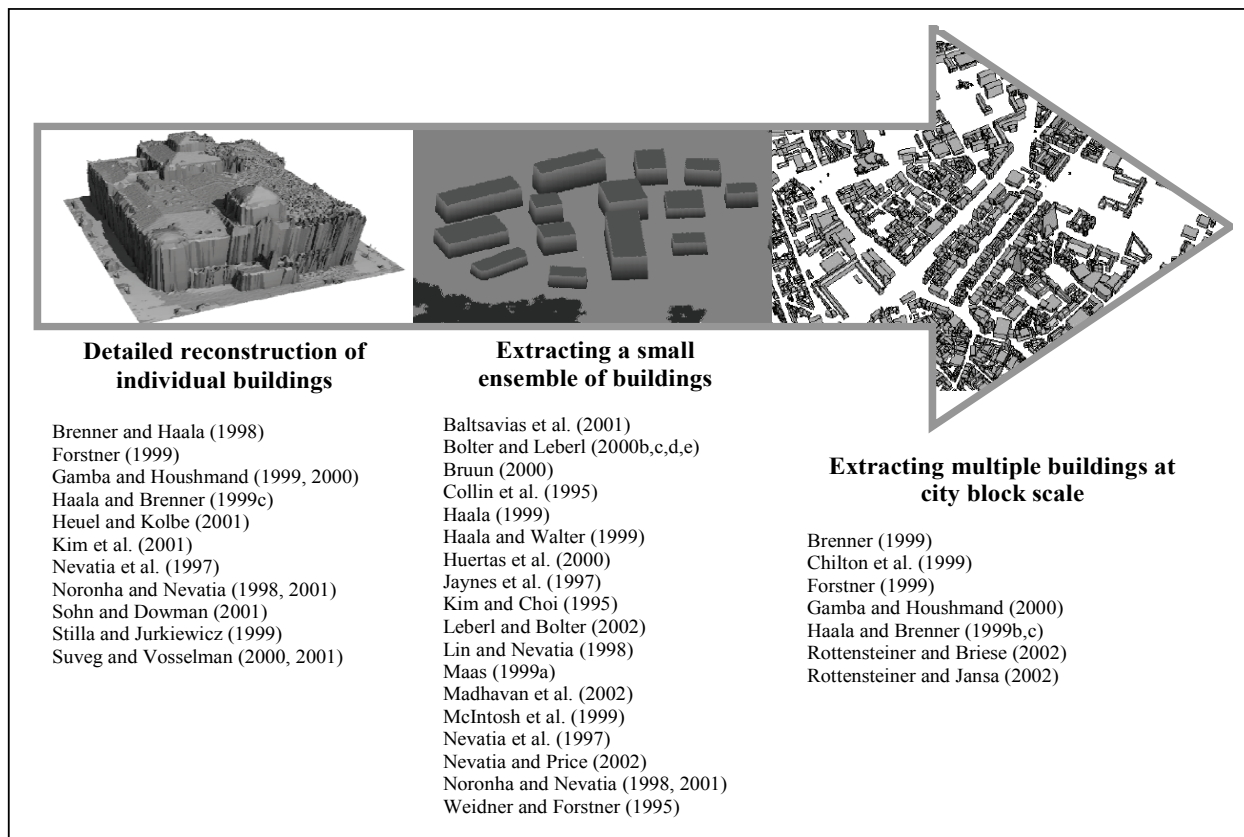 Detailed reconstruction of
individual buildings
Brenner and Haala (1998)
Forstner (1999)
Gamba and Houshmand (1999, 2000)
Haala and Brenner (1999c)
Heuel and Kolbe (2001)
Kim et al. (2001)
Nevatia et al. (1997)
Noronha and Nevatia (1998, 2001)
Sohn and Dowman (2001)
Stilla and Jurkiewicz (1999)
Suveg and Vosselman (2000, 2001)
Extracting a small
ensemble of buildings
Baltsavias et al. (2001)
Bolter and Leberl (2000b,c,d,e)
Bruun (2000)
Collin et al. (1995)
Haala (1999)
Haala and Walter (1999)
Huertas et al. (2000)
Jaynes et al. (1997)
Kim and Choi (1995)
Leberl and Bolter (2002)
Lin and Nevatia (1998)
Maas (1999a)
Madhavan et al. (2002)
McIntosh et al. (1999)
Nevatia et al. (1997)
Nevatia and Price (2002)
Noronha and Nevatia (1998, 2001)
Weidner and Forstner (1995)
Extracting multiple buildings at
city block scale
Brenner (1999)
Chilton et al. (1999)
Forstner (1999)
Gamba and Houshmand (2000)
Haala and Brenner (1999b,c)
Rottensteiner and Briese (2002)
Rottensteiner and Jansa (2002)